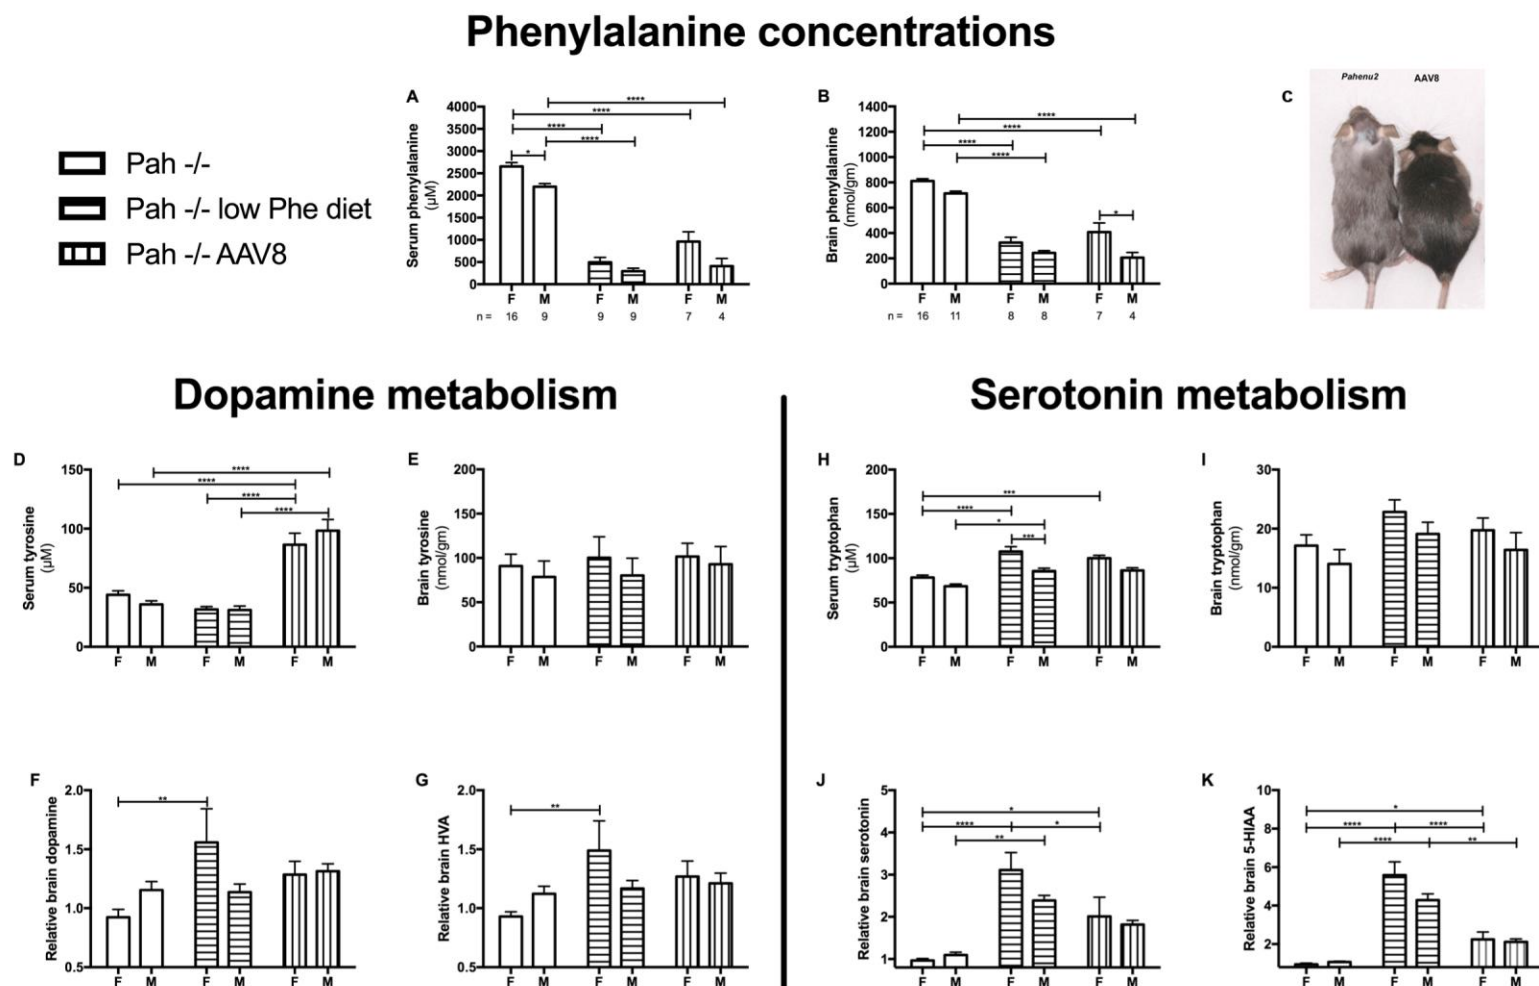 Phenylalanine concentrations
Pah -/-
Pah -/- low Phe diet
Pah -/- AAV8
A
Serum phenylalanine
(µM)
4000
3500
3000
2500
2000
1500
1000
500
0
****
****
****
****
*
F M F M F M
n = 16 9 9 9 7 4
B
Brain phenylalanine
(nmol/gm)
1400
1200
1000
800
600
400
200
0
****
****
****
****
*
F M F M F M
n = 16 11 8 8 7 4
C
Pahenu2 AAV8
Dopamine metabolism
D
Serum tyrosine
(µM)
150
100
50
0
****
****
****
****
F M F M F M
E
Brain tyrosine
(nmol/gm)
200
150
100
50
0
F M F M F M
F
Relative brain dopamine
2.0
1.5
1.0
0.5
**
F M F M F M
G
Relative brain HVA
2.0
1.5
1.0
0.5
**
F M F M F M
Serotonin metabolism
H
Serum tryptophan
(µM)
200
150
100
50
0
***
****
*
***
F M F M F M
I
Brain tryptophan
(nmol/gm)
30
20
10
0
F M F M F M
J
Relative brain serotonin
5
4
3
2
1
*
**** *
**
F M F M F M
K
Relative brain 5-HIAA
10
8
6
4
2
*
**** ****
**** **
F M F M F M